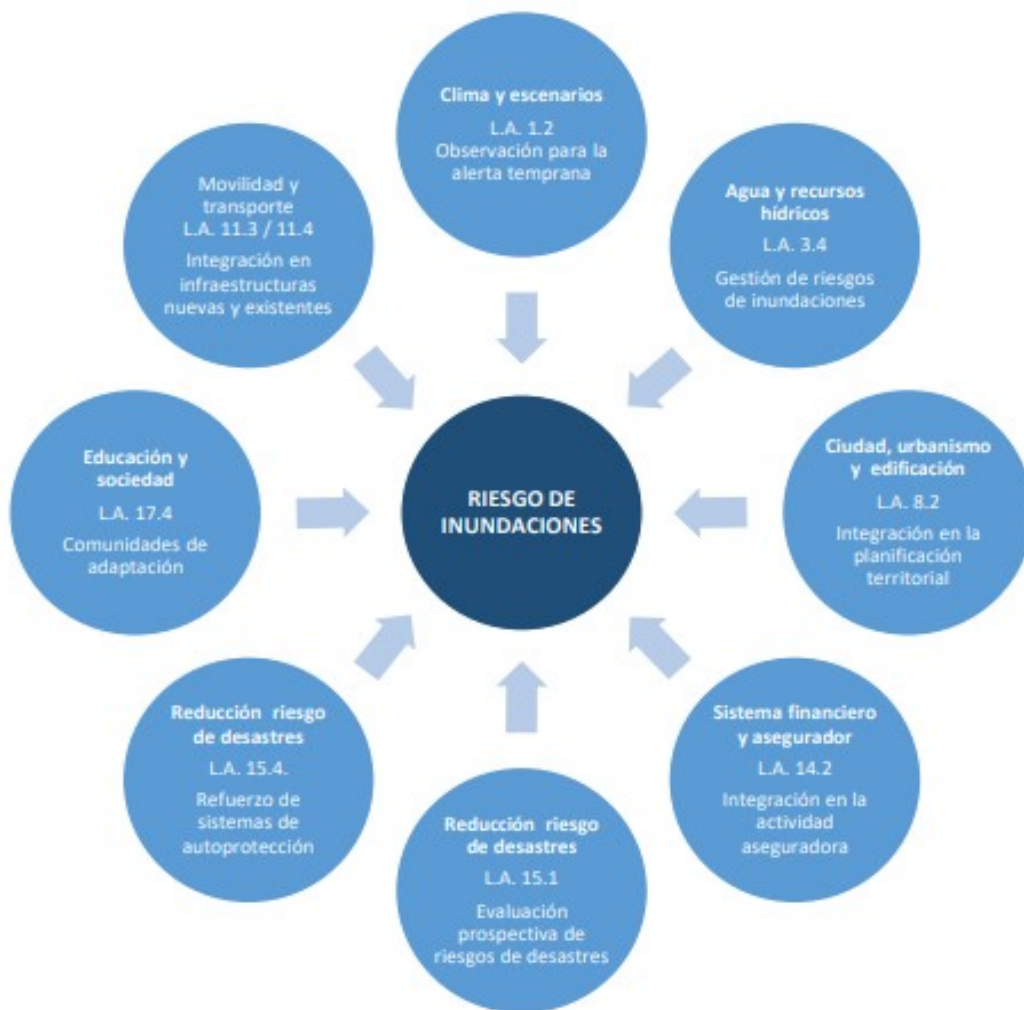 Clima y escenarios
L.A. 1.2
Observación para la
alerta temprana
Agua y recursos
hídricos
L.A. 3.4
Gestión de riesgos
de inundaciones
Ciudad, urbanismo
y edificación
L.A. 8.2
Integración en la
planificación
territorial
Sistema financiero
y asegurador
L.A. 14.2
Integración en la
actividad
aseguradora
Reducción riesgo
de desastres
L.A. 15.1
Evaluación
prospectiva de
riesgos de desastres
Reducción riesgo
de desastres
L.A. 15.4.
Refuerzo de
sistemas de
autoprotección
Educación y
sociedad
L.A. 17.4
Comunidades de
adaptación
Movilidad y
transporte
L.A. 11.3 / 11.4
Integración en
infraestructuras
nuevas y existentes
RIESGO DE
INUNDACIONES